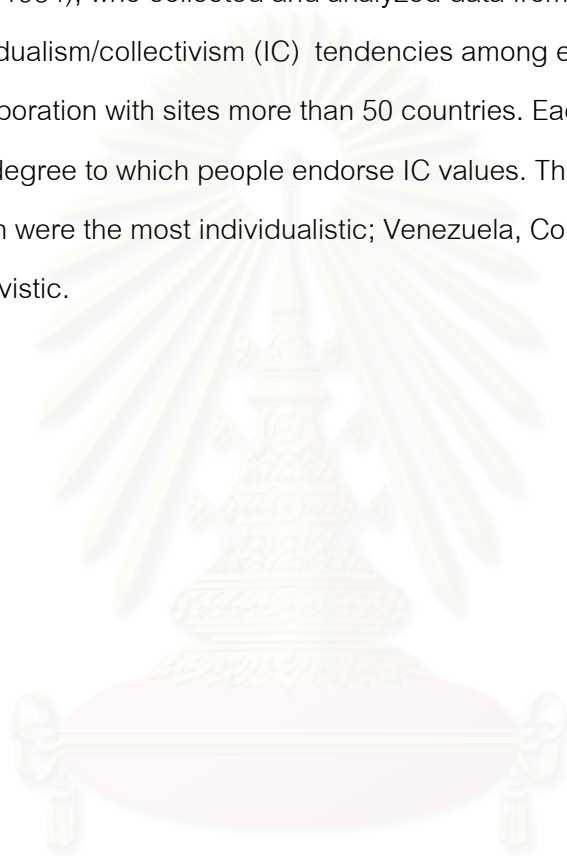 who collected and analyzed data from
dualism/collectivism (IC) tendencies among e
poration with sites more than 50 countries. Eac
degree to which people endorse IC values. Th
n were the most individualistic; Venezuela, Co
vistic.